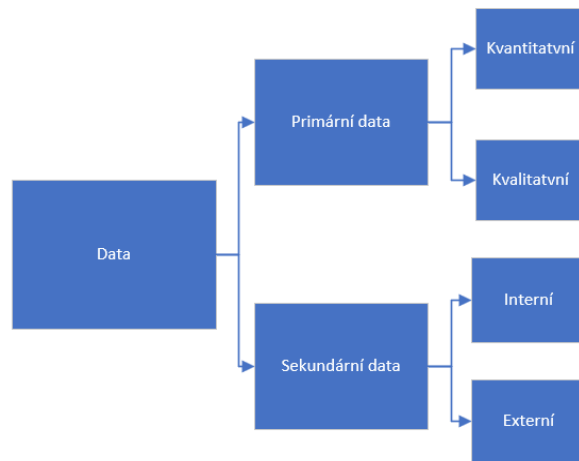 Data
Primární data
Kvantitatvní
Kvalitatvní
Sekundární data
Interní
Externí